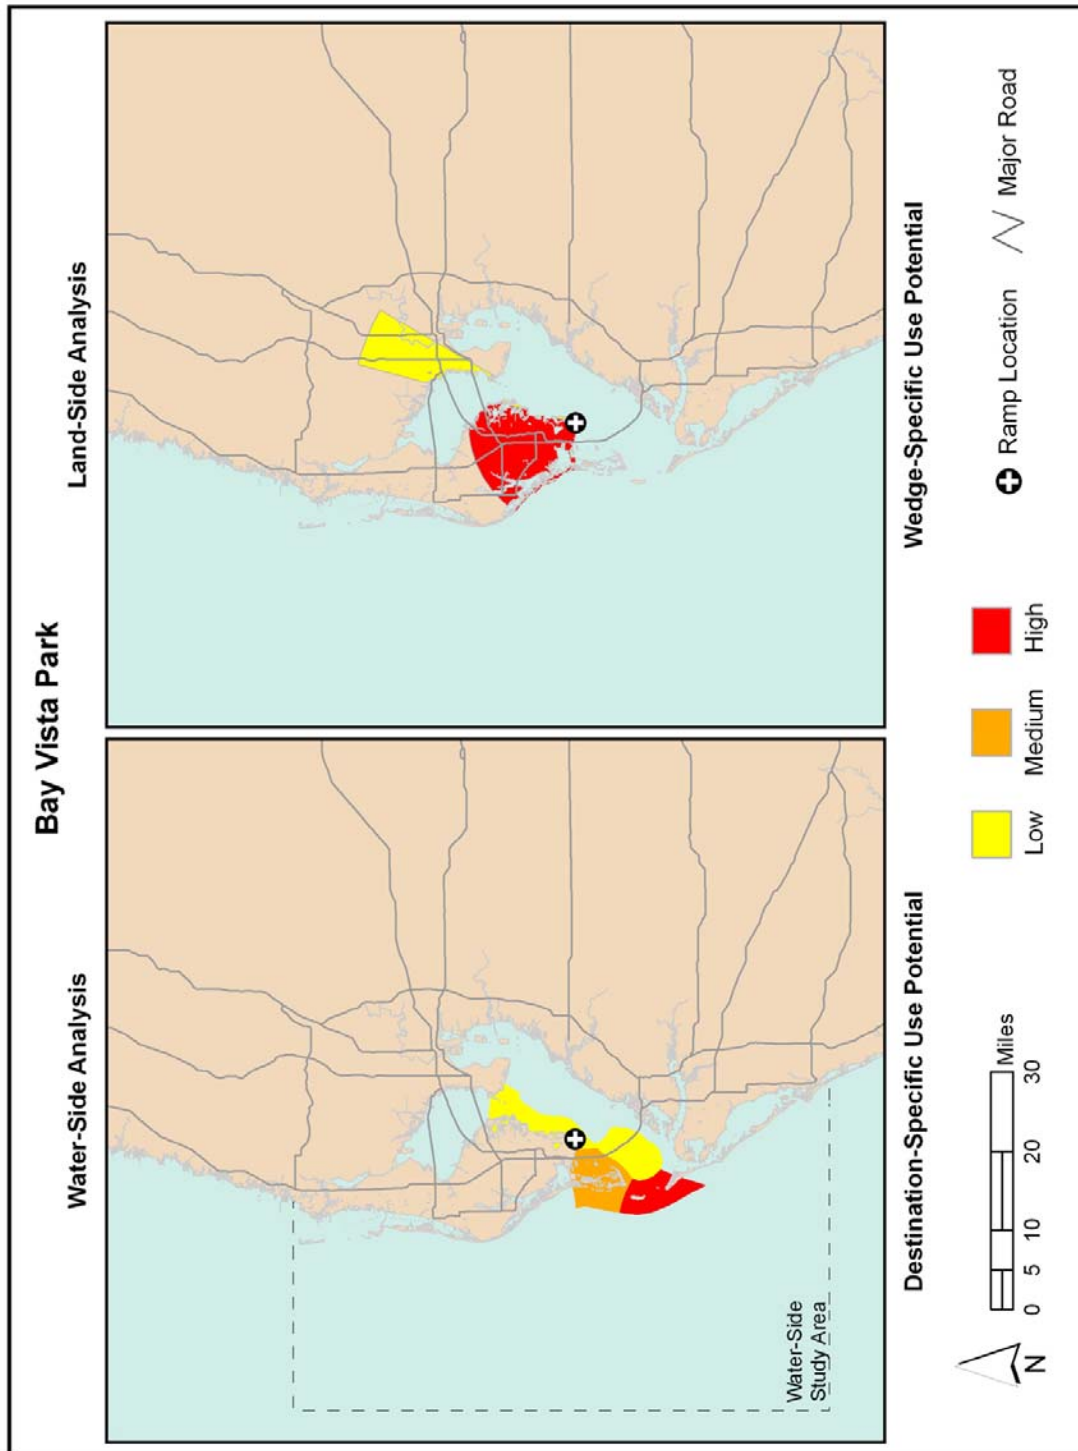 Bay Vista Park
Water-Side Analysis
Land-Side Analysis
Water-Side
Study Area
Destination-Specific Use Potential
Wedge-Specific Use Potential
N
0 5 10 20 30
Miles
Low
Medium
High
Ramp Location
Major Road